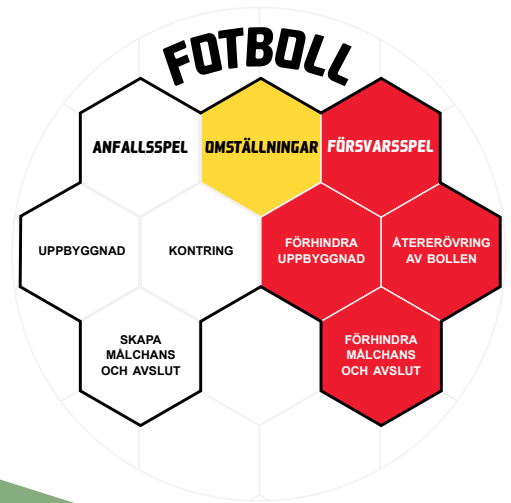 FOTBOLL
ANFALLSSPEL
OMSTÄLLNINGAR
FÖRSVARSSPEL
UPPBYGGNAD
KONTRING
FÖRHINDRA
UPPBYGGNAD
ÅTERERÖVRING
AV BOLLEN
SKAPA
MÅLCHANS
OCH AVSLUT
FÖRHINDRA
MÅLCHANS
OCH AVSLUT